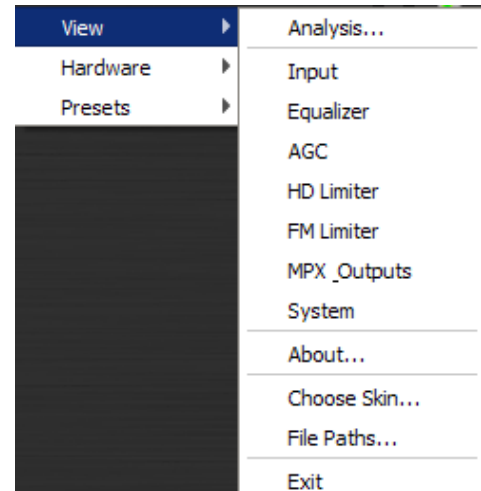 View
Hardware
Presets
Analysis...
Input
Equalizer
AGC
HD Limiter
FM Limiter
MPX _Outputs
System
About...
Choose Skin...
File Paths...
Exit